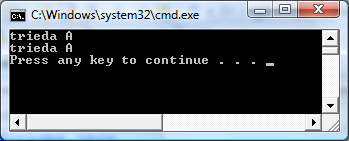 C:\Windows\system32\cmd.exe
trieda A
trieda A
Press any key to continue . . .